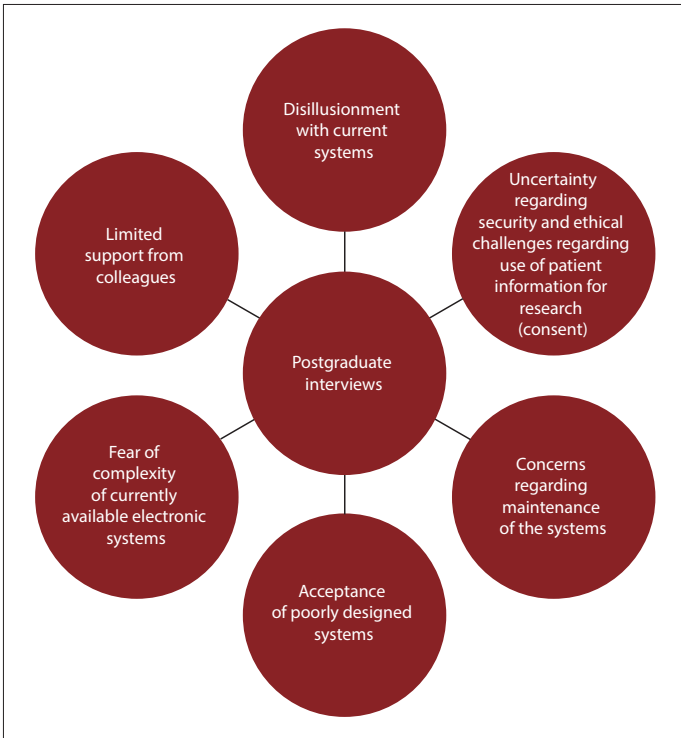 Disillusionment
with current
systems
Uncertainty
regarding
security and ethical
challenges regarding
use of patient
information for
research
(consent)
Limited
support from
colleagues
Postgraduate
interviews
Fear of
complexity
of currently
available electronic
systems
Concerns
regarding
maintenance
of the systems
Acceptance
of poorly designed
systems